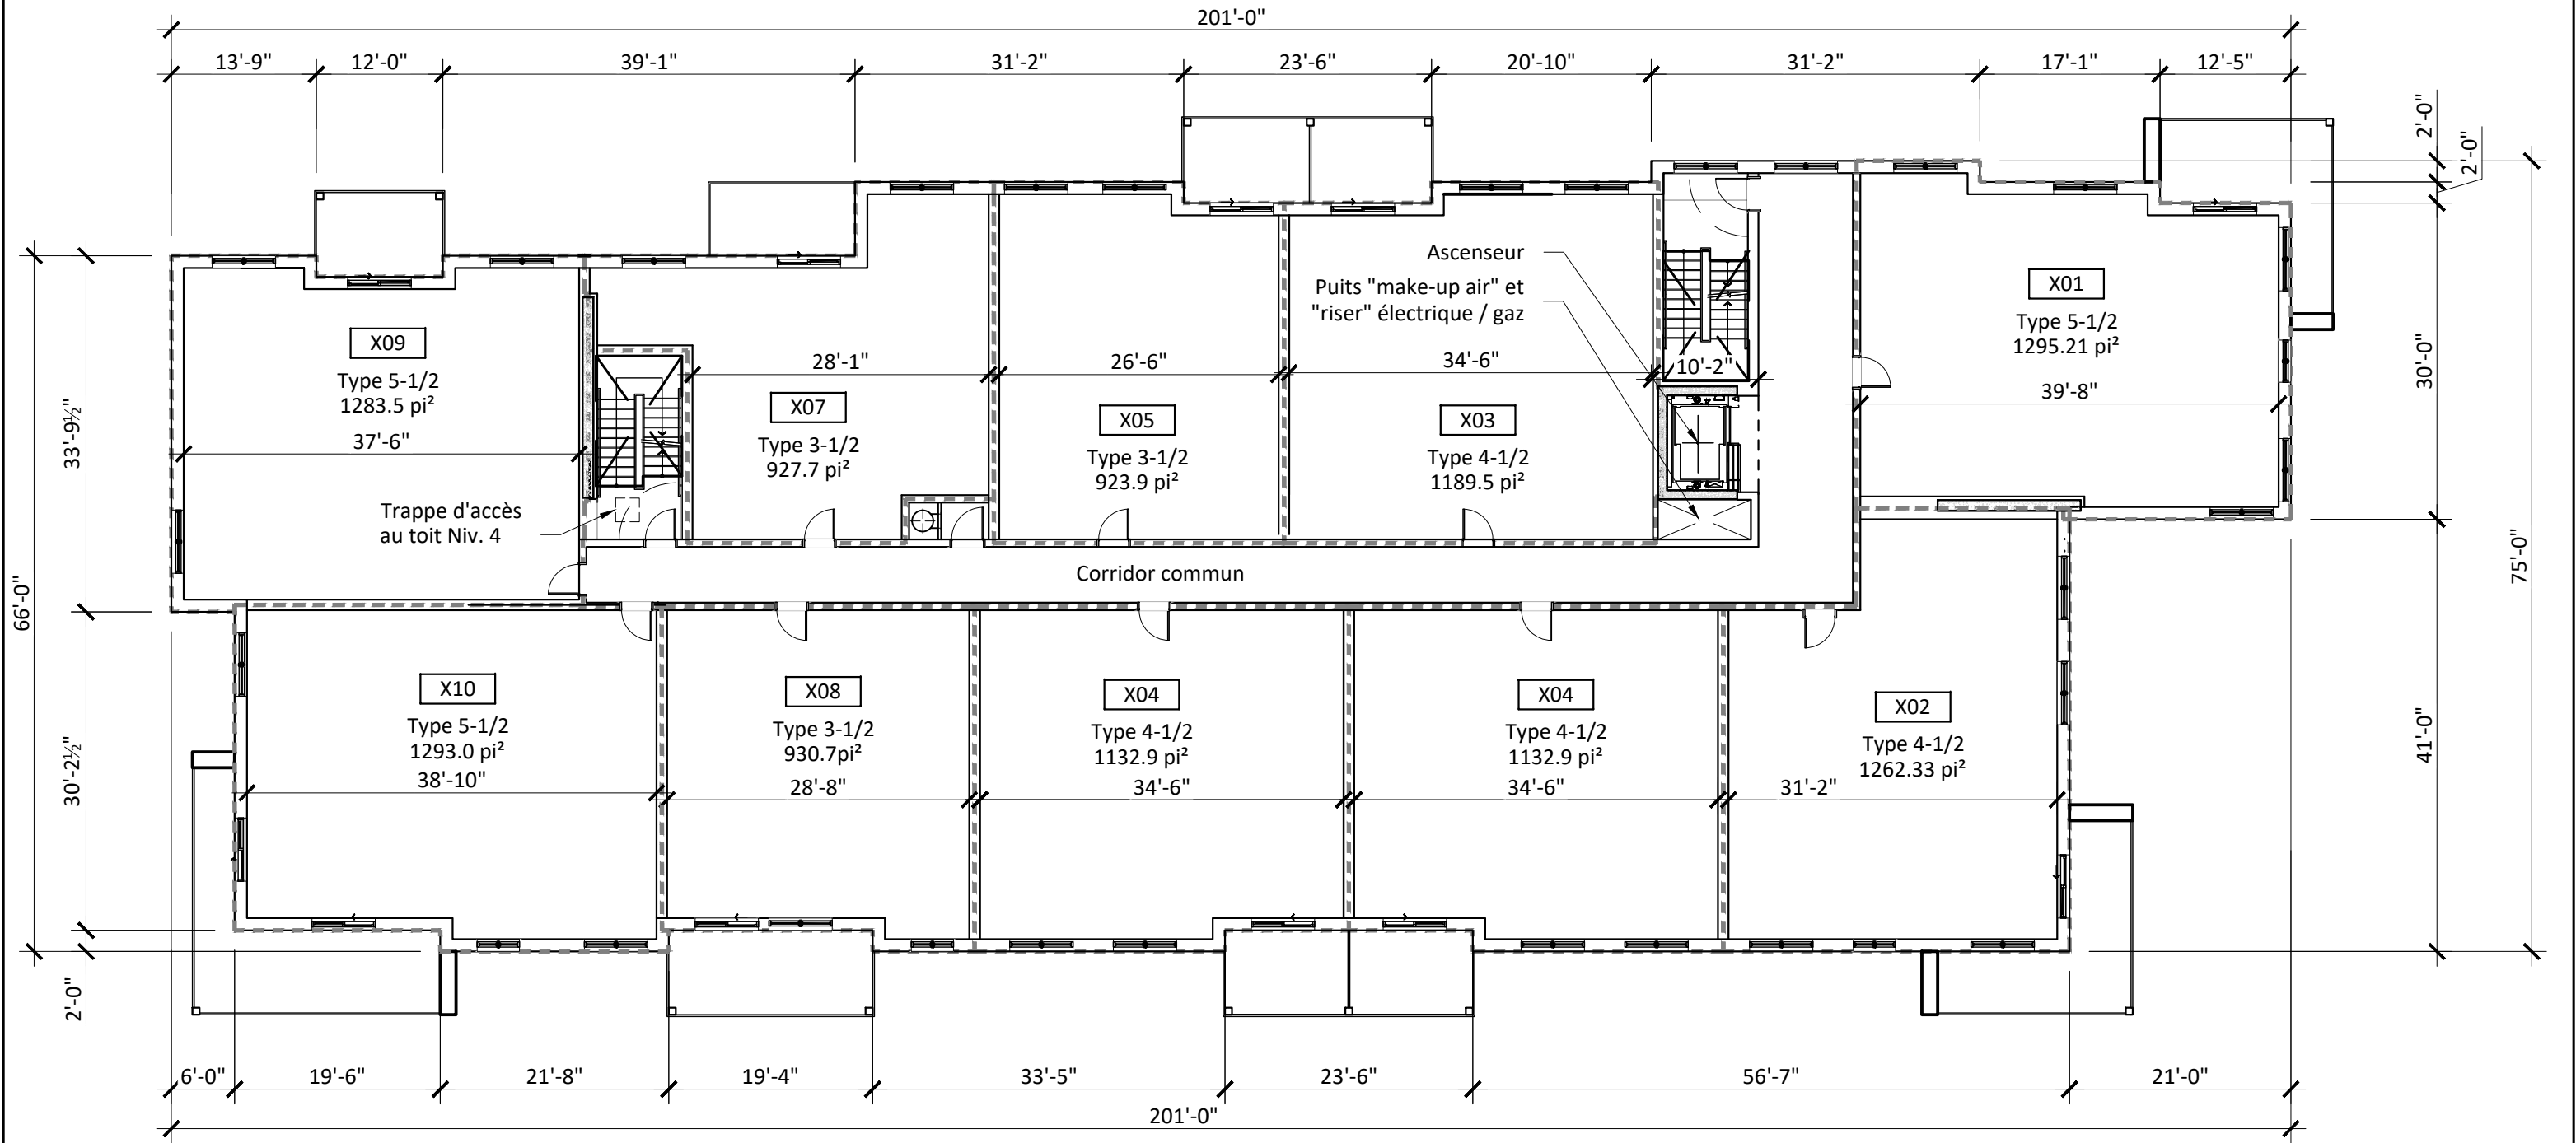 201'-0"
13'-9"
12'-0"
39'-1"
31'-2"
23'-6"
20'-10"
31'-2"
17'-1"
12'-5"
2'-0"
2'-0"
30'-0"
75'-0"
41'-0"
66'-0"
33'-9½"
30'-2½"
2'-0"
X09
Type 5-1/2
1283.5 pi²
37'-6"
Trappe d'accès
au toit Niv. 4
28'-1"
X07
Type 3-1/2
927.7 pi²
26'-6"
X05
Type 3-1/2
923.9 pi²
Ascenseur
Puits "make-up air" et
"riser" électrique / gaz
34'-6"
X03
Type 4-1/2
1189.5 pi²
10'-2"
X01
Type 5-1/2
1295.21 pi²
39'-8"
Corridor commun
X10
Type 5-1/2
1293.0 pi²
38'-10"
X08
Type 3-1/2
930.7pi²
28'-8"
X04
Type 4-1/2
1132.9 pi²
34'-6"
X04
Type 4-1/2
1132.9 pi²
34'-6"
X02
Type 4-1/2
1262.33 pi²
31'-2"
6'-0"
19'-6"
21'-8"
19'-4"
33'-5"
23'-6"
56'-7"
21'-0"
201'-0"